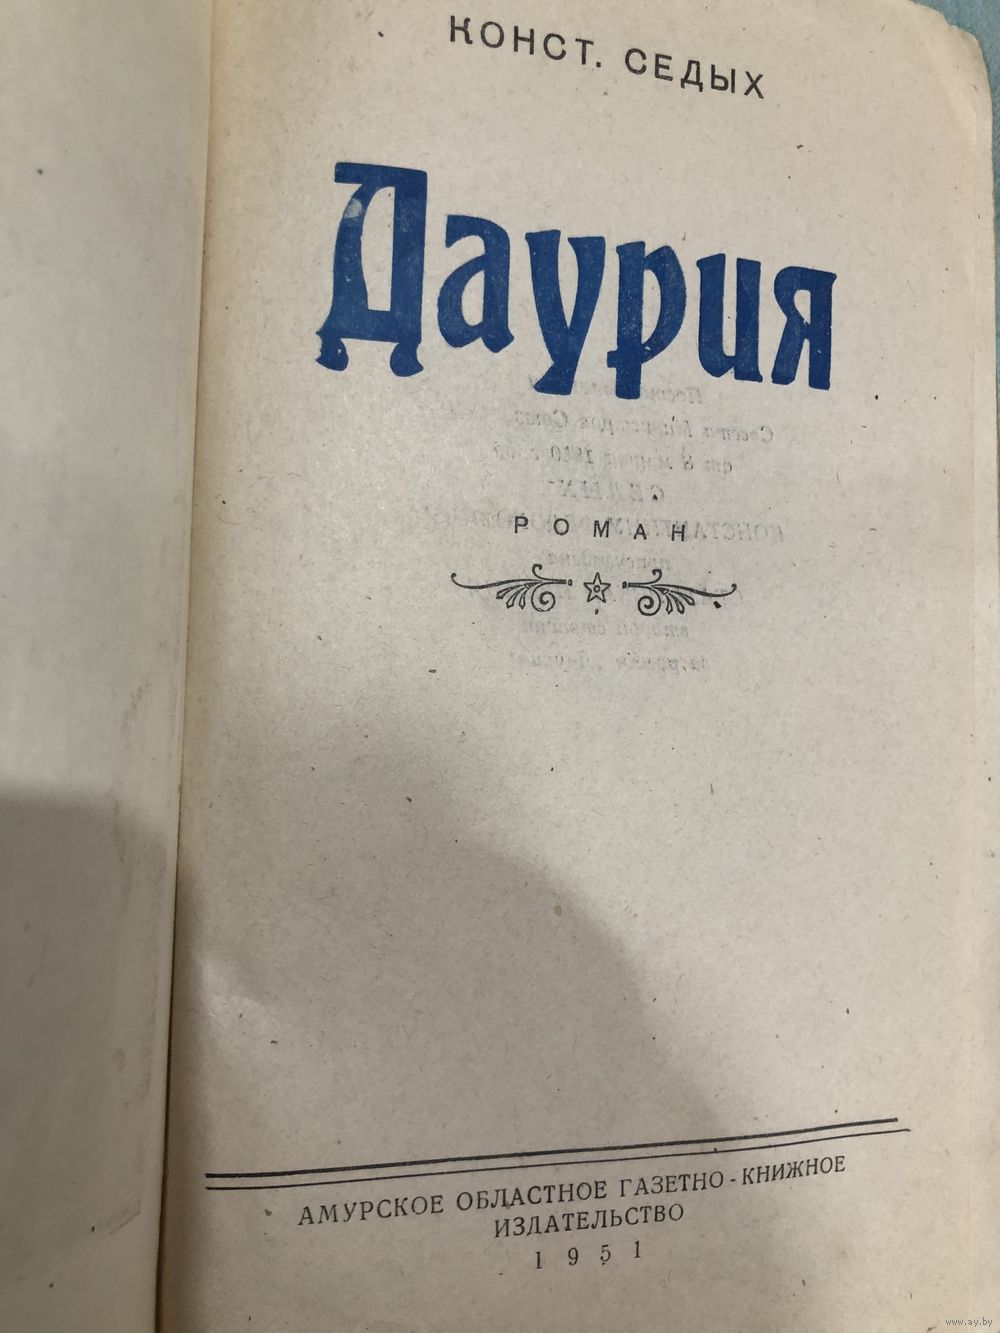 КОНСТ. СЕДЫХ
Даурия
РОМАН
АМУРСКОЕ ОБЛАСТНОЕ ГАЗЕТНО-КНИЖНОЕ
ИЗДАТЕЛЬСТВО
1951
www.ay.by